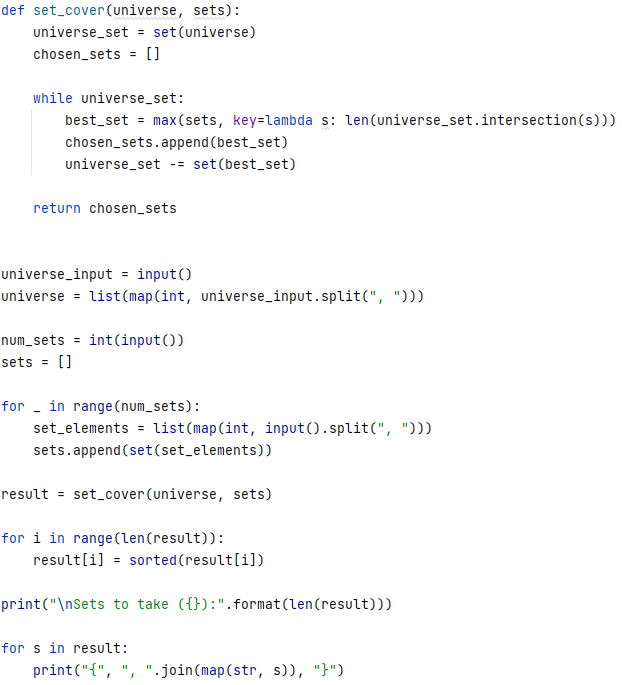 def set_cover(universe, sets):
    universe_set = set(universe)
    chosen_sets = []

    while universe_set:
        best_set = max(sets, key=lambda s: len(universe_set.intersection(s)))
        chosen_sets.append(best_set)
        universe_set -= set(best_set)

    return chosen_sets


universe_input = input()
universe = list(map(int, universe_input.split(", ")))

num_sets = int(input())
sets = []

for _ in range(num_sets):
    set_elements = list(map(int, input().split(", ")))
    sets.append(set(set_elements))

result = set_cover(universe, sets)

for i in range(len(result)):
    result[i] = sorted(result[i])

print("\nSets to take ({}):".format(len(result)))

for s in result:
    print("{", ", ".join(map(str, s)), "}")